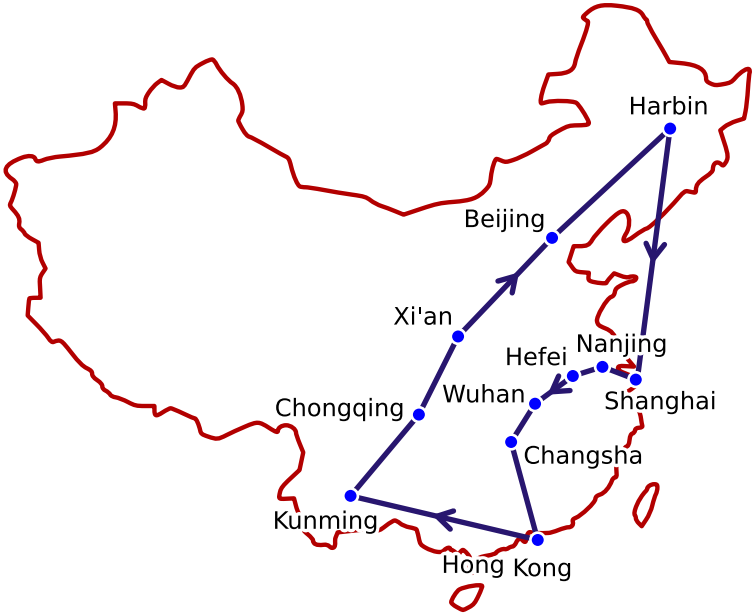 Harbin
Beijing
Xi'an
Nanjing
Hefei
Wuhan
Shanghai
Chongqing
Changsha
Kunming
Hong Kong